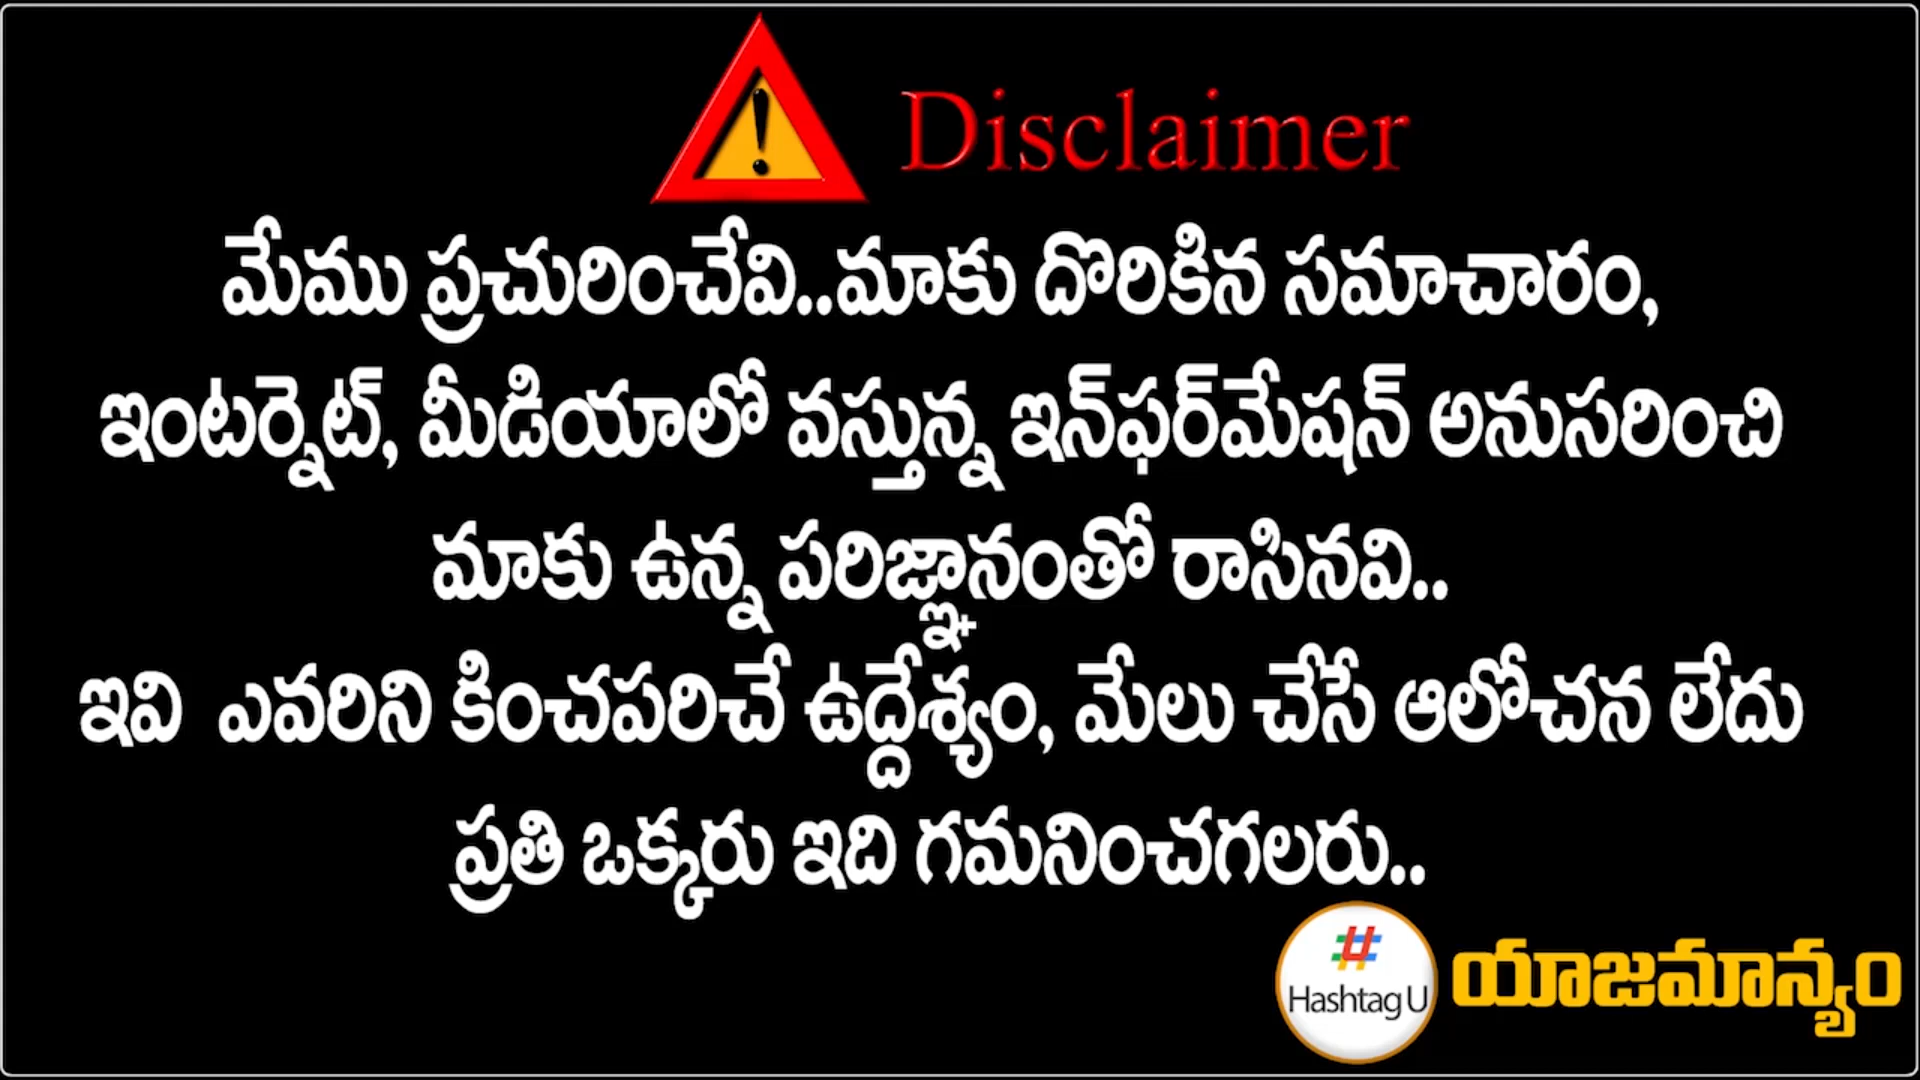 Disclaimer
మేము ప్రచురించేవి..మాకు దొరికిన సమాచారం,
ఇంటర్నెట్, మీడియాలో వస్తున్న ఇన్‌ఫర్‌మేషన్ అనుసరించి
మాకు ఉన్న పరిజ్ఞానంతో రాసినవి..
ఇవి ఎవరిని కించపరిచే ఉద్దేశ్యం, మేలు చేసే ఆలోచన లేదు
ప్రతి ఒక్కరు ఇది గమనించగలరు..
# Hashtag U యాజమాన్యం